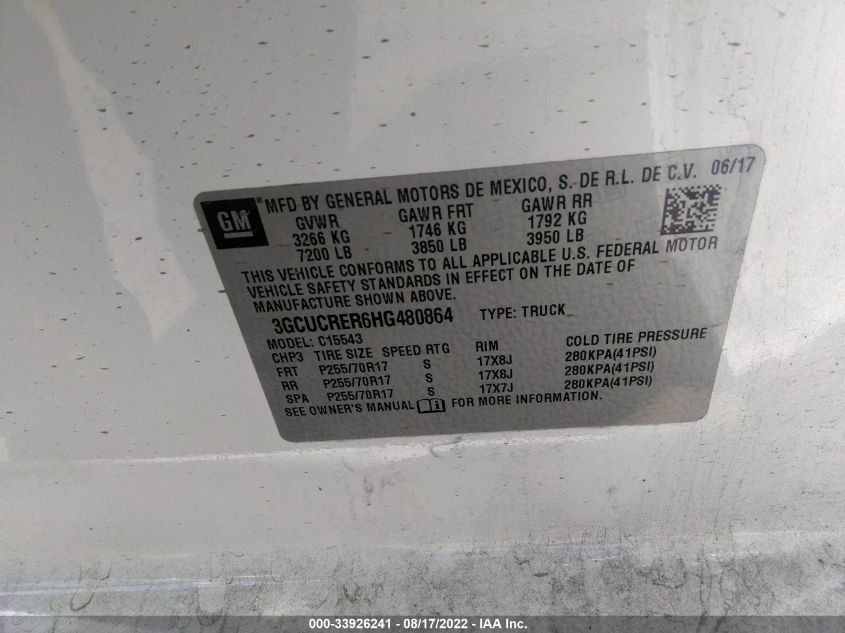 GM ® MFD BY GENERAL MOTORS DE MEXICO, S. DE R.L. DE C.V. 06/17
GVWR GAWR FRT GAWR RR
3266 KG 1746 KG 1792 KG
7200 LB 3850 LB 3950 LB
THIS VEHICLE CONFORMS TO ALL APPLICABLE U.S. FEDERAL MOTOR
VEHICLE SAFETY STANDARDS IN EFFECT ON THE DATE OF
MANUFACTURE SHOWN ABOVE.
3GCUCRER6HG480864 TYPE: TRUCK
MODEL: C15543
CHP3 TIRE SIZE SPEED RTG RIM COLD TIRE PRESSURE
FRT P255/70R17 S 17X8J 280KPA(41PSI)
RR P255/70R17 S 17X8J 280KPA(41PSI)
SPA P255/70R17 S 17X7J 280KPA(41PSI)
SEE OWNER'S MANUAL FOR MORE INFORMATION.
000-33926241 - 08/17/2022 - IAA Inc.